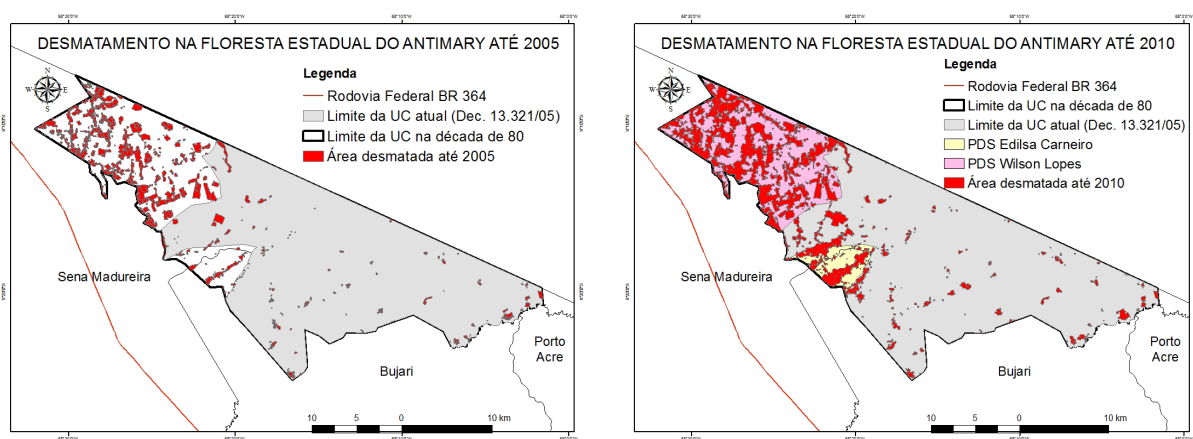 DESMATAMENTO NA FLORESTA ESTADUAL DO ANTIMARY ATÉ 2005
Legenda
Rodovia Federal BR 364
Limite da UC atual (Dec. 13.321/05)
Limite da UC na década de 80
Área desmatada até 2005
N
W
E
S
Sena Madureira
Bujari
Porto
Acre
10 5 0 10 km
DESMATAMENTO NA FLORESTA ESTADUAL DO ANTIMARY ATÉ 2010
Legenda
Rodovia Federal BR 364
Limite da UC na década de 80
Limite da UC atual (Dec. 13.321/05)
PDS Edilsa Carneiro
PDS Wilson Lopes
Área desmatada até 2010
N
W
E
S
Sena Madureira
Bujari
Porto
Acre
10 5 0 10 km